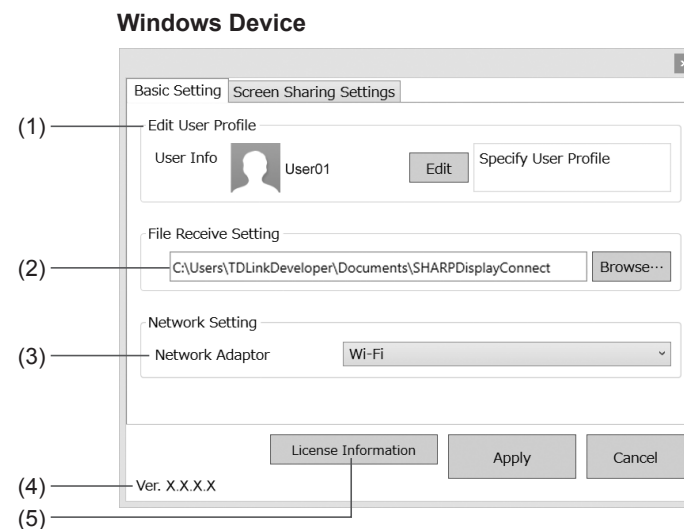 Windows Device
Basic Setting Screen Sharing Settings
(1) Edit User Profile
User Info User01 Edit Specify User Profile
File Receive Setting
(2) C:\Users\TDLinkDeveloper\Documents\SHARPDisplayConnect Browse···
Network Setting
(3) Network Adaptor Wi-Fi
License Information Apply Cancel
(4) Ver. X.X.X.X
(5)